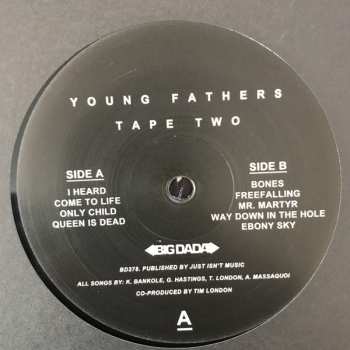 YOUNG FATHERS
TAPE TWO
SIDE A
I HEARD
COME TO LIFE
ONLY CHILD
QUEEN IS DEAD
SIDE B
BONES
FREEFALLING
MR. MARTYR
WAY DOWN IN THE HOLE
EBONY SKY
BIG DADA
BD378. PUBLISHED BY JUST ISN'T MUSIC
ALL SONGS BY: K. BANKOLE, G. HASTINGS, T. LONDON, A. MASSAQUOI
CO-PRODUCED BY TIM LONDON
A